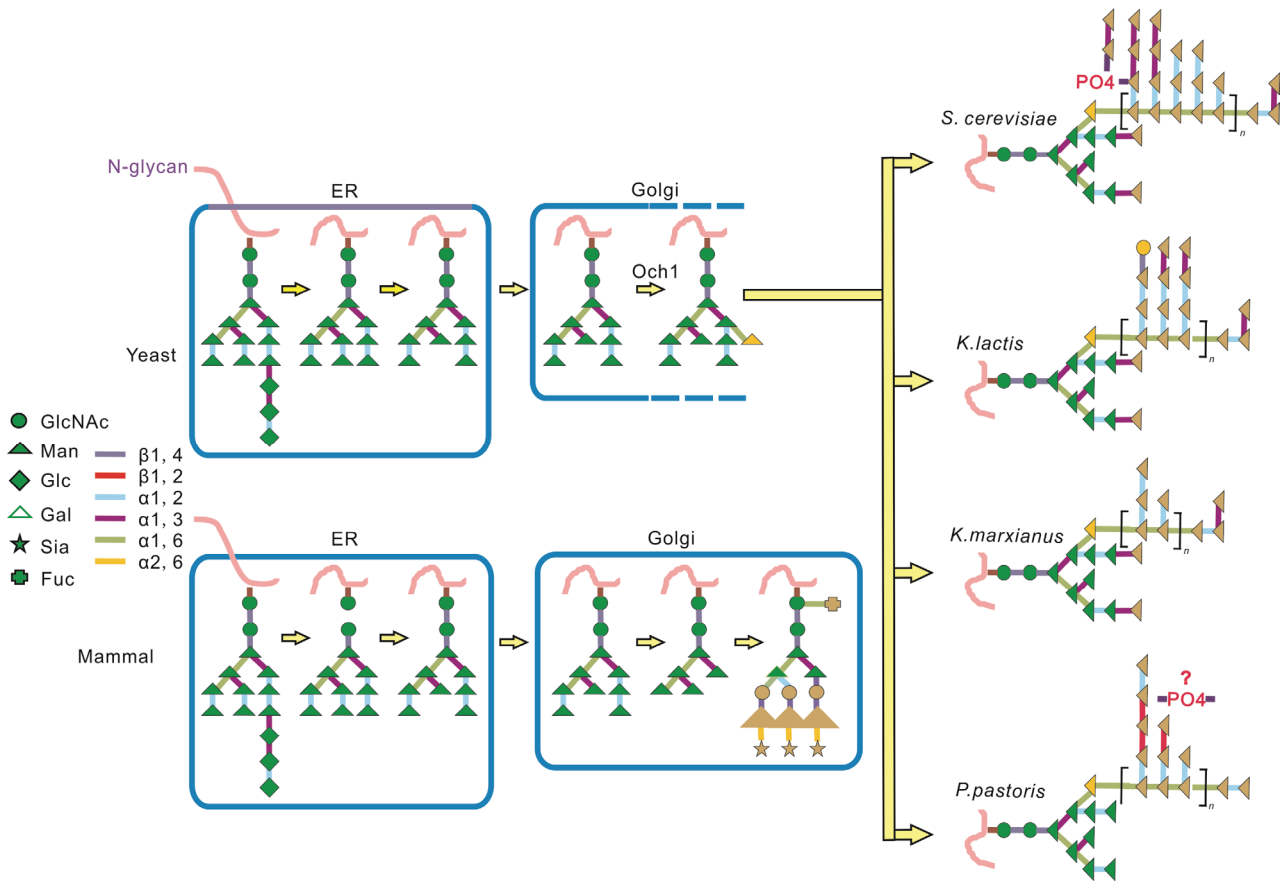 N-glycan
ER
Golgi
Och1
Yeast
GlcNAc
Man
Glc
Gal
Sia
Fuc
β1, 4
β1, 2
α1, 2
α1, 3
α1, 6
α2, 6
ER
Golgi
Mammal
PO4
S. cerevisiae
n
K.lactis
n
K.marxianus
n
?
PO4
P.pastoris
n